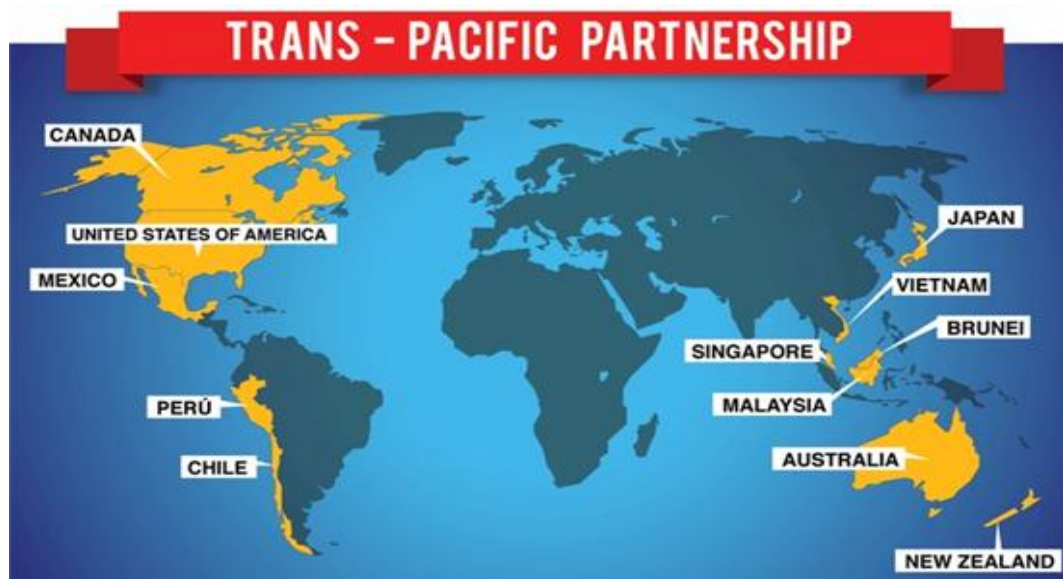 TRANS – PACIFIC PARTNERSHIP
CANADA
UNITED STATES OF AMERICA
MEXICO
PERÚ
CHILE
JAPAN
VIETNAM
BRUNEI
SINGAPORE
MALAYSIA
AUSTRALIA
NEW ZEALAND